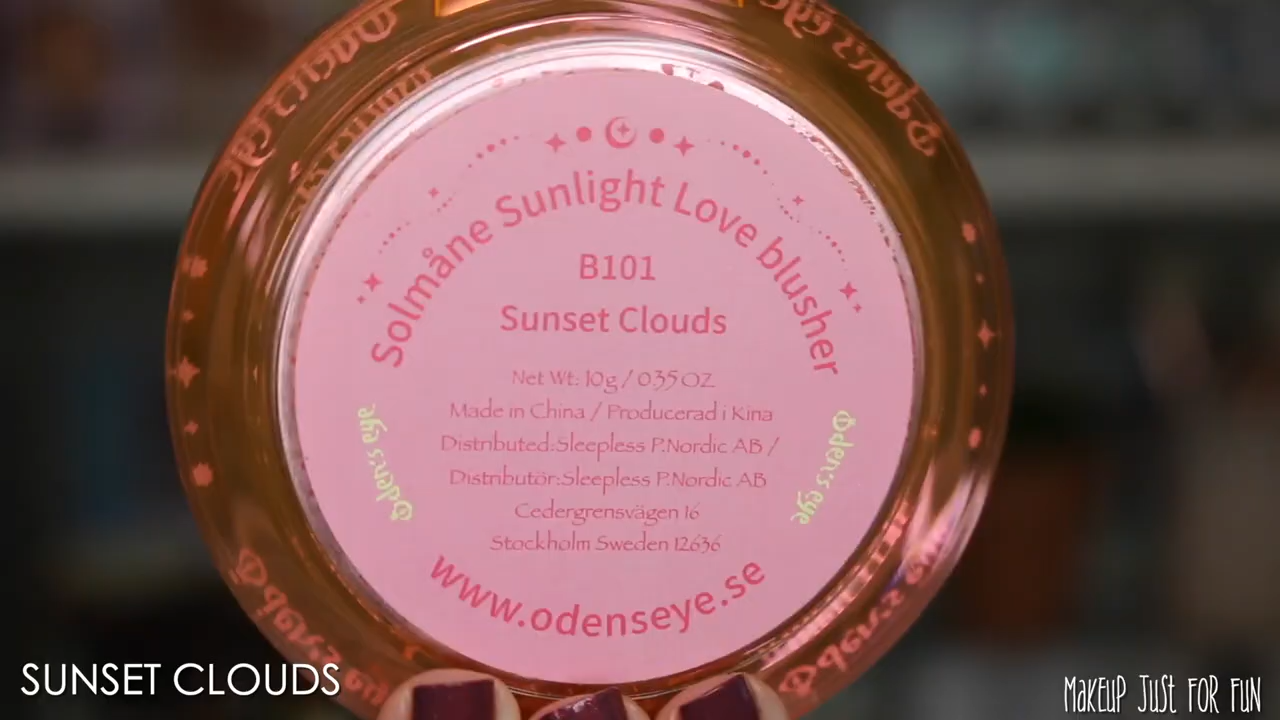 Solmåne Sunlight Love blusher
B101
Sunset Clouds
Net Wt: 10g / 035 OZ
Made in China / Producerad i Kina
Distributed:Sleepless P.Nordic AB /
Distributör:Sleepless P.Nordic AB
Cedergrensvägen 16
Stockholm Sweden 12636
Oden's eye
Oden's eye
www.odenseye.se
SUNSET CLOUDS
MAKEUP JUST FOR FUN